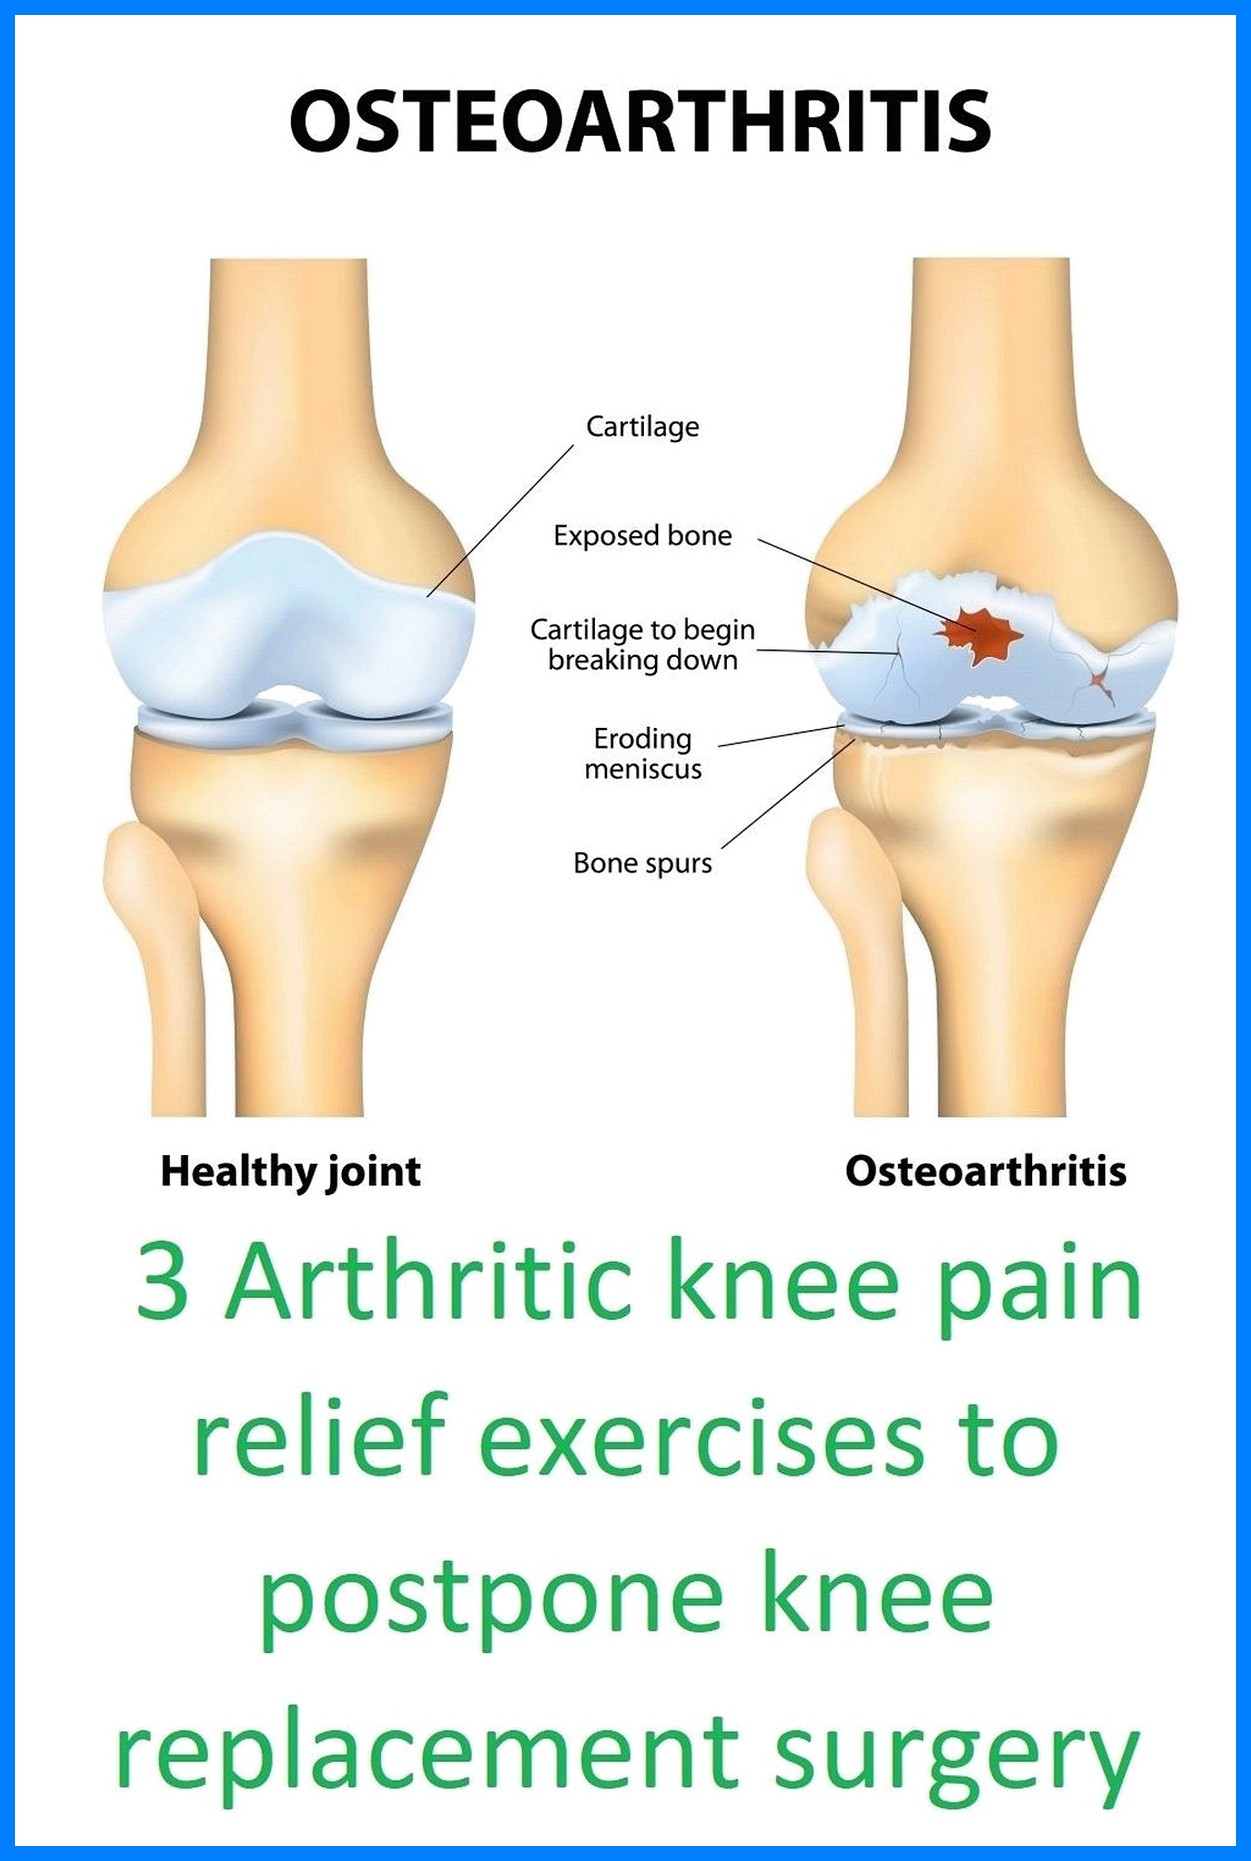 OSTEOARTHRITIS
Cartilage
Exposed bone
Cartilage to begin
breaking down
Eroding
meniscus
Bone spurs
Healthy joint
Osteoarthritis
3 Arthritic knee pain
relief exercises to
postpone knee
replacement surgery